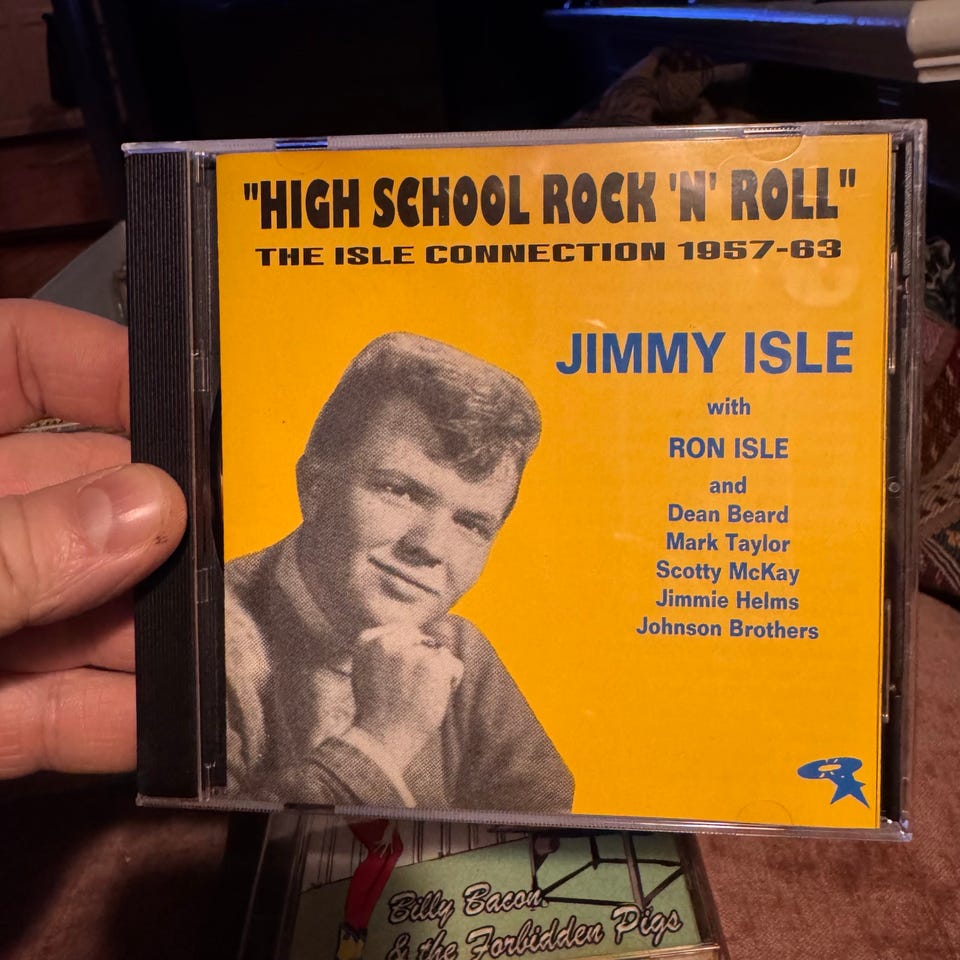 "HIGH SCHOOL ROCK 'N' ROLL"
THE ISLE CONNECTION 1957-63
JIMMY ISLE
with
RON ISLE
and
Dean Beard
Mark Taylor
Scotty McKay
Jimmie Helms
Johnson Brothers
Billy Bacon
& the Forbidden Pigs